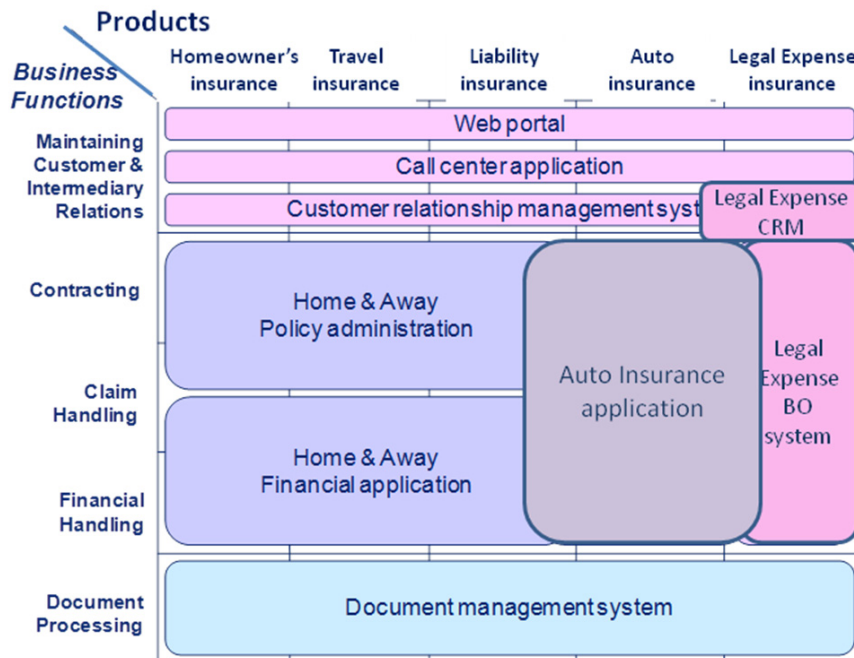 Products
Business
Functions
Homeowner's
insurance
Travel
insurance
Liability
insurance
Auto
insurance
Legal Expense
insurance
Maintaining
Customer &
Intermediary
Relations
Web portal
Call center application
Customer relationship management syst
Legal Expense
CRM
Contracting
Home & Away
Policy administration
Claim
Handling
Auto Insurance
application
Legal
Expense
BO
system
Home & Away
Financial application
Financial
Handling
Document
Processing
Document management system